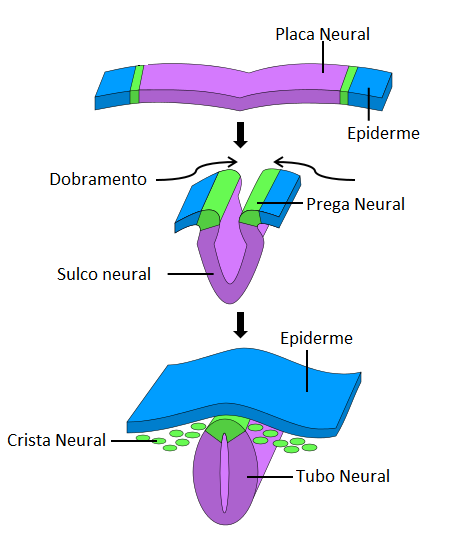 Placa Neural
Epiderme
Dobramento
Prega Neural
Sulco neural
Epiderme
Crista Neural
Tubo Neural